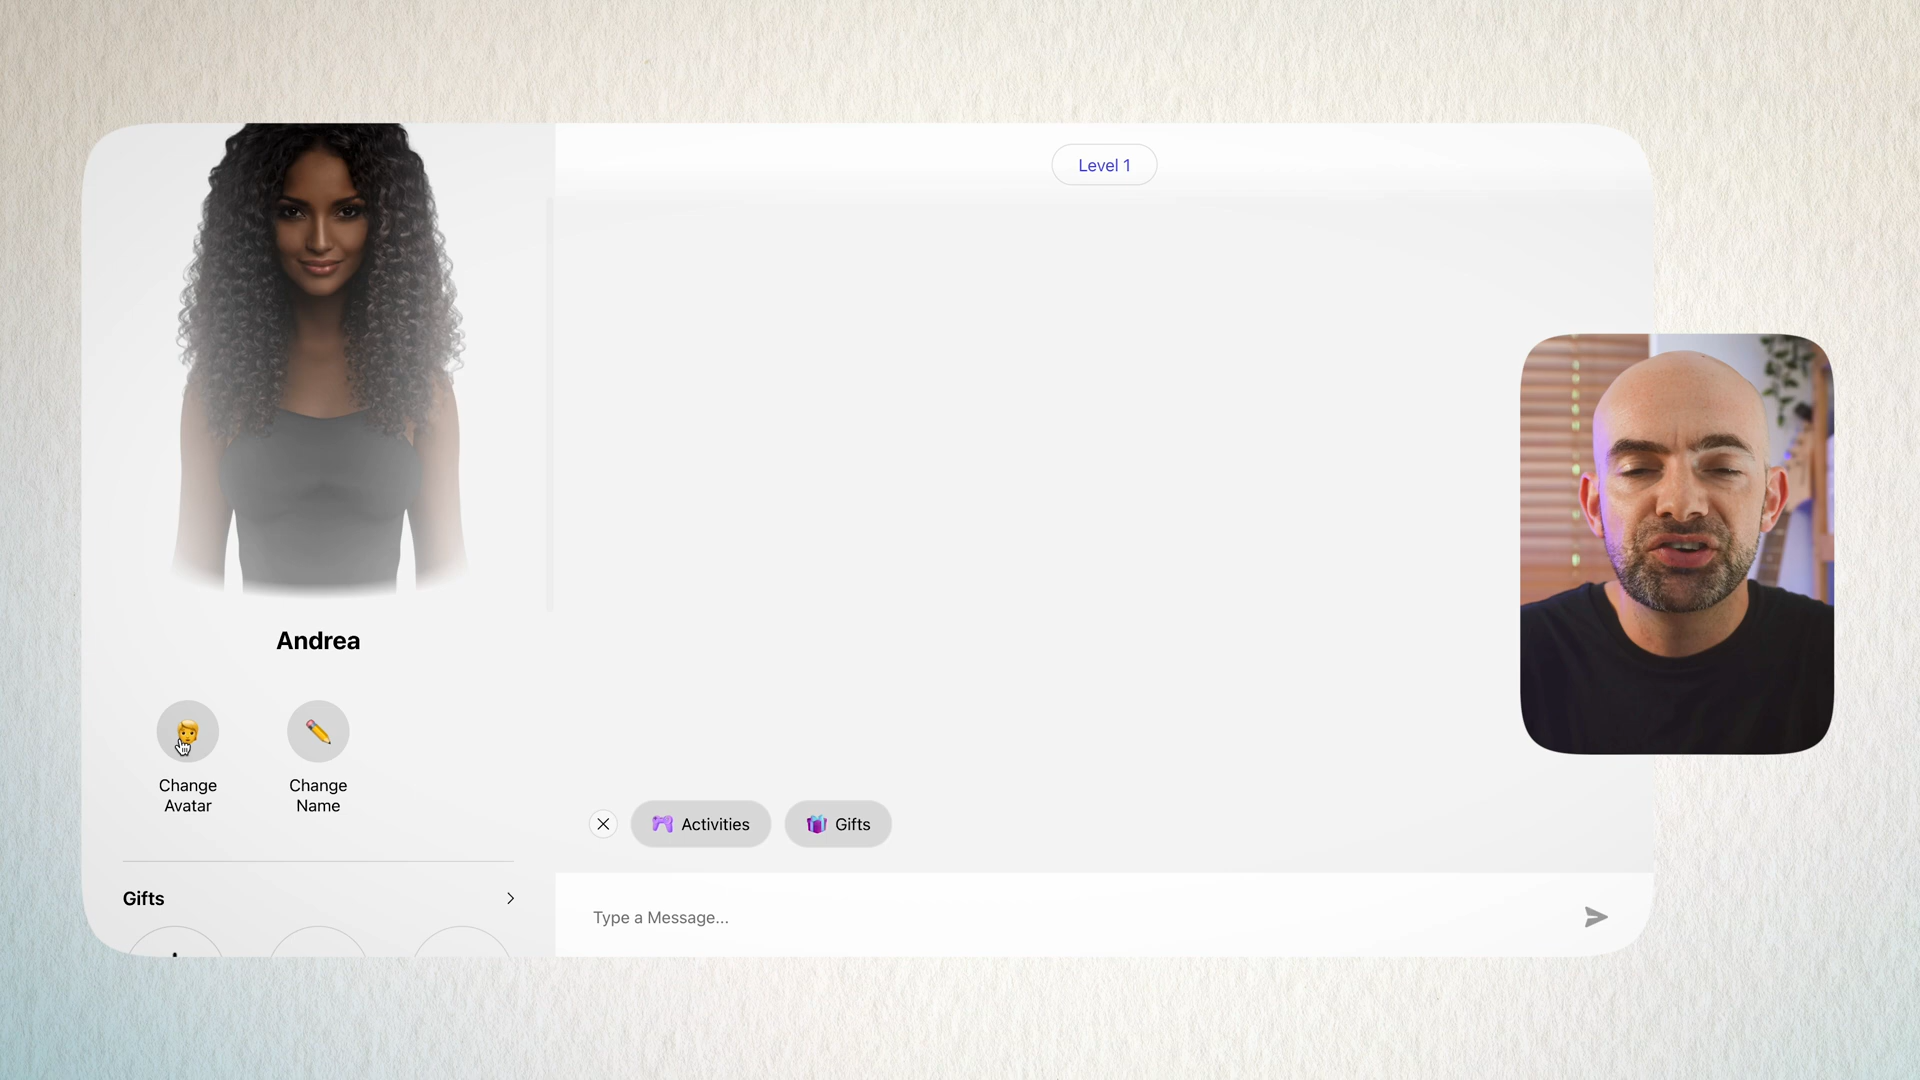 Level 1
Andrea
Change
Avatar
Change
Name
Activities
Gifts
Gifts
Type a Message...